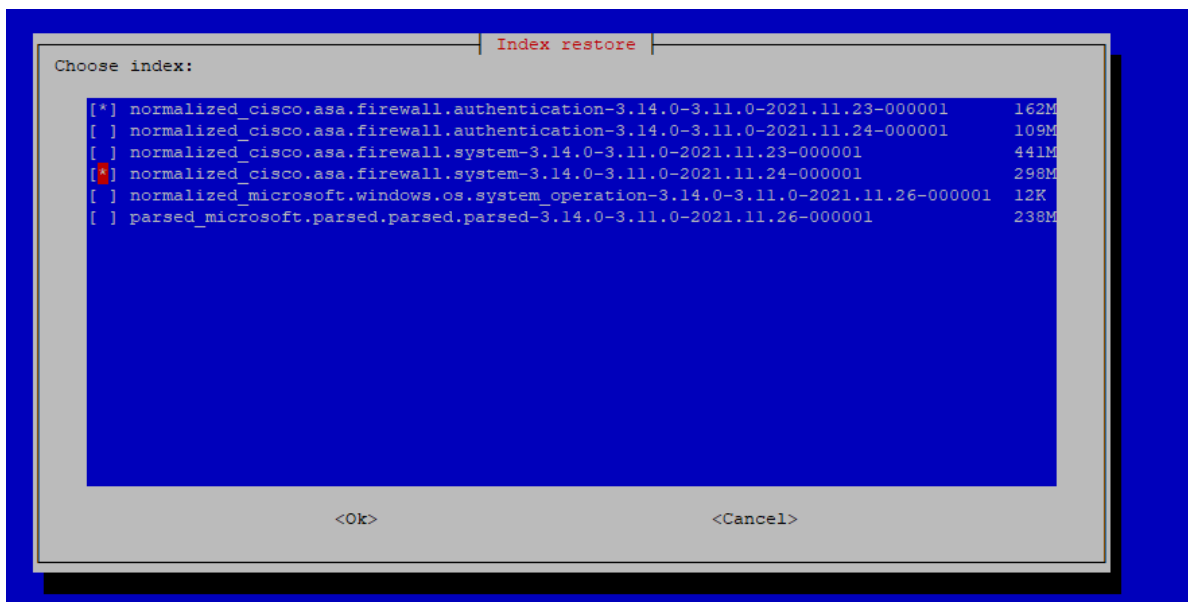 Index restore
Choose index:
[*] normalized_cisco.asa.firewall.authentication-3.14.0-3.11.0-2021.11.23-000001 162M
[ ] normalized_cisco.asa.firewall.authentication-3.14.0-3.11.0-2021.11.24-000001 109M
[ ] normalized_cisco.asa.firewall.system-3.14.0-3.11.0-2021.11.23-000001 441M
[*] normalized_cisco.asa.firewall.system-3.14.0-3.11.0-2021.11.24-000001 298M
[ ] normalized_microsoft.windows.os.system_operation-3.14.0-3.11.0-2021.11.26-000001 12K
[ ] parsed_microsoft.parsed.parsed.parsed-3.14.0-3.11.0-2021.11.26-000001 238M
<Ok> <Cancel>